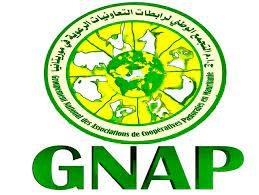 التجمع الوطني لرابطات التعاونيات الرعوية في موريتانيا
Groupement National des Associations de Coopératives Pastorales en Mauritanie
GNAP